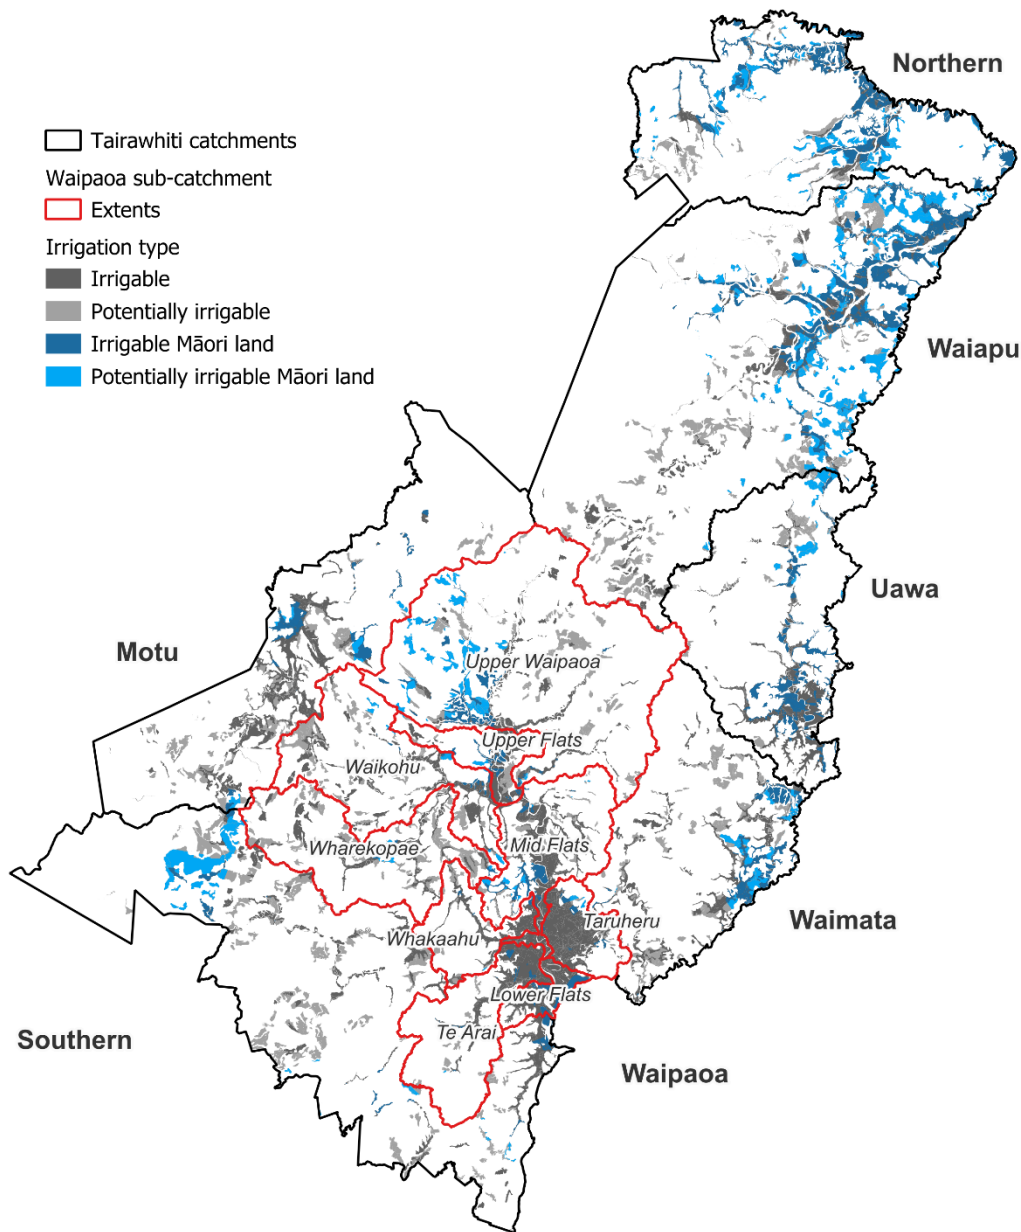 Northern
Tairawhiti catchments
Waipaoa sub-catchment
Extents
Irrigation type
Irrigable
Potentially irrigable
Irrigable Māori land
Potentially irrigable Māori land
Waiapu
Uawa
Motu
Upper Waipaoa
Upper Flats
Waikohu
Wharekopae
Mid Flats
Taruheru
Waimata
Whakaahu
Lower Flats
Te Arai
Southern
Waipaoa